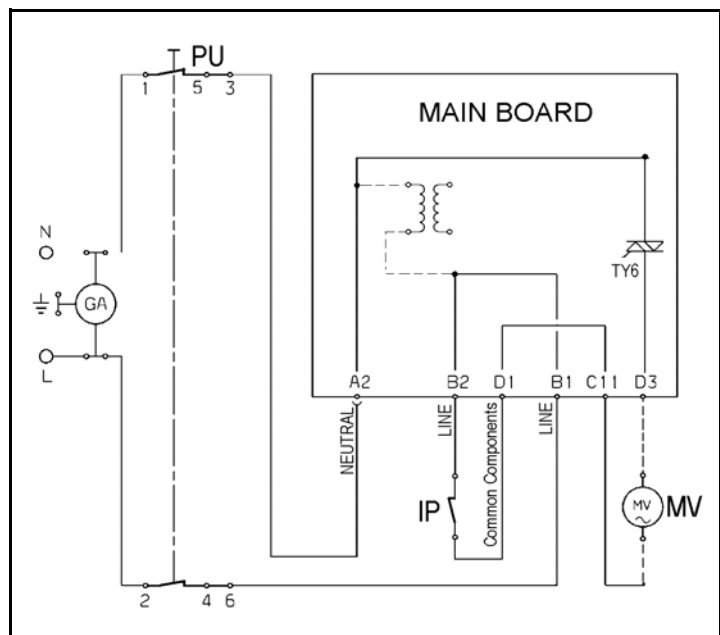 PU
1 5 3
MAIN BOARD
N
TY6
GA
L
A2 B2 D1 B1 C11 D3
NEUTRAL
LINE
Common Components
LINE
IP
MV
MV
2 4 6